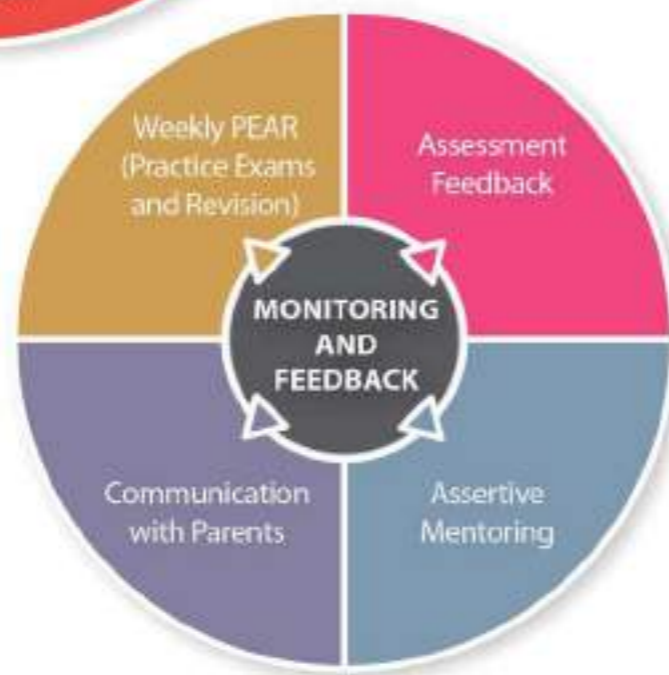 Weekly PEAR
(Practice Exams
and Revision)
Assessment
Feedback
MONITORING
AND
FEEDBACK
Communication
with Parents
Assertive
Mentoring